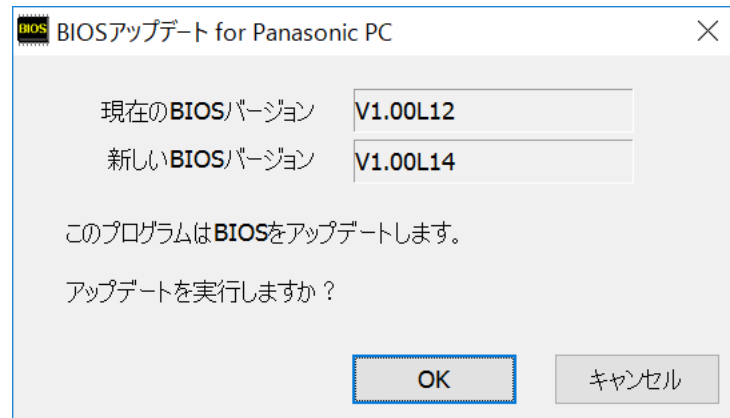 BIOS BIOSアップデート for Panasonic PC
現在のBIOSバージョン V1.00L12
新しいBIOSバージョン V1.00L14
このプログラムはBIOSをアップデートします。
アップデートを実行しますか？
OK キャンセル